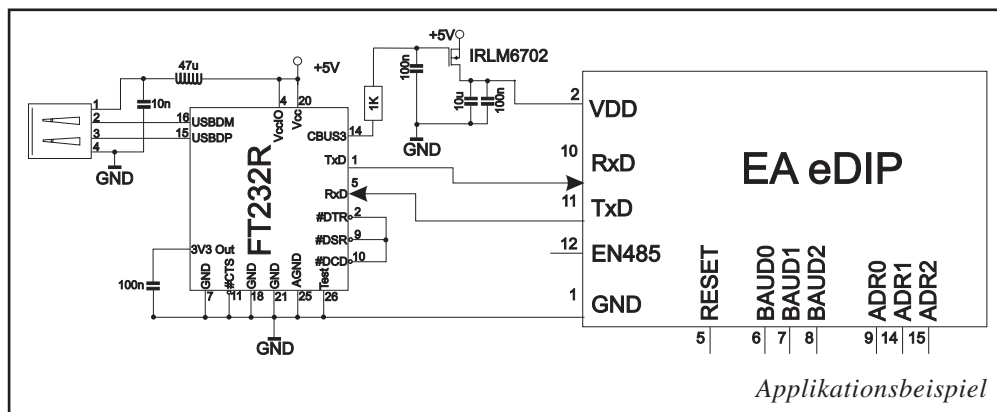 47u
+5V
+5V
IRLM6702
100n
1K
10u
100n
10n
1
2
3
4
GND
16 USBDM
15 USBDP
4
20
VccIO
Vcc
CBUS3 14
TxD 1
RxD 5
#DTR 2
#DSR 9
#DCD 10
FT232R
3V3 Out
100n
GND
#CTS
GND
GND
AGND
Test
7
11
18
21
25
26
GND
GND
2 VDD
10 RxD
11 TxD
12 EN485
1 GND
EA eDIP
RESET
BAUD0
BAUD1
BAUD2
ADR0
ADR1
ADR2
5
6
7
8
9
14
15
Applikationsbeispiel